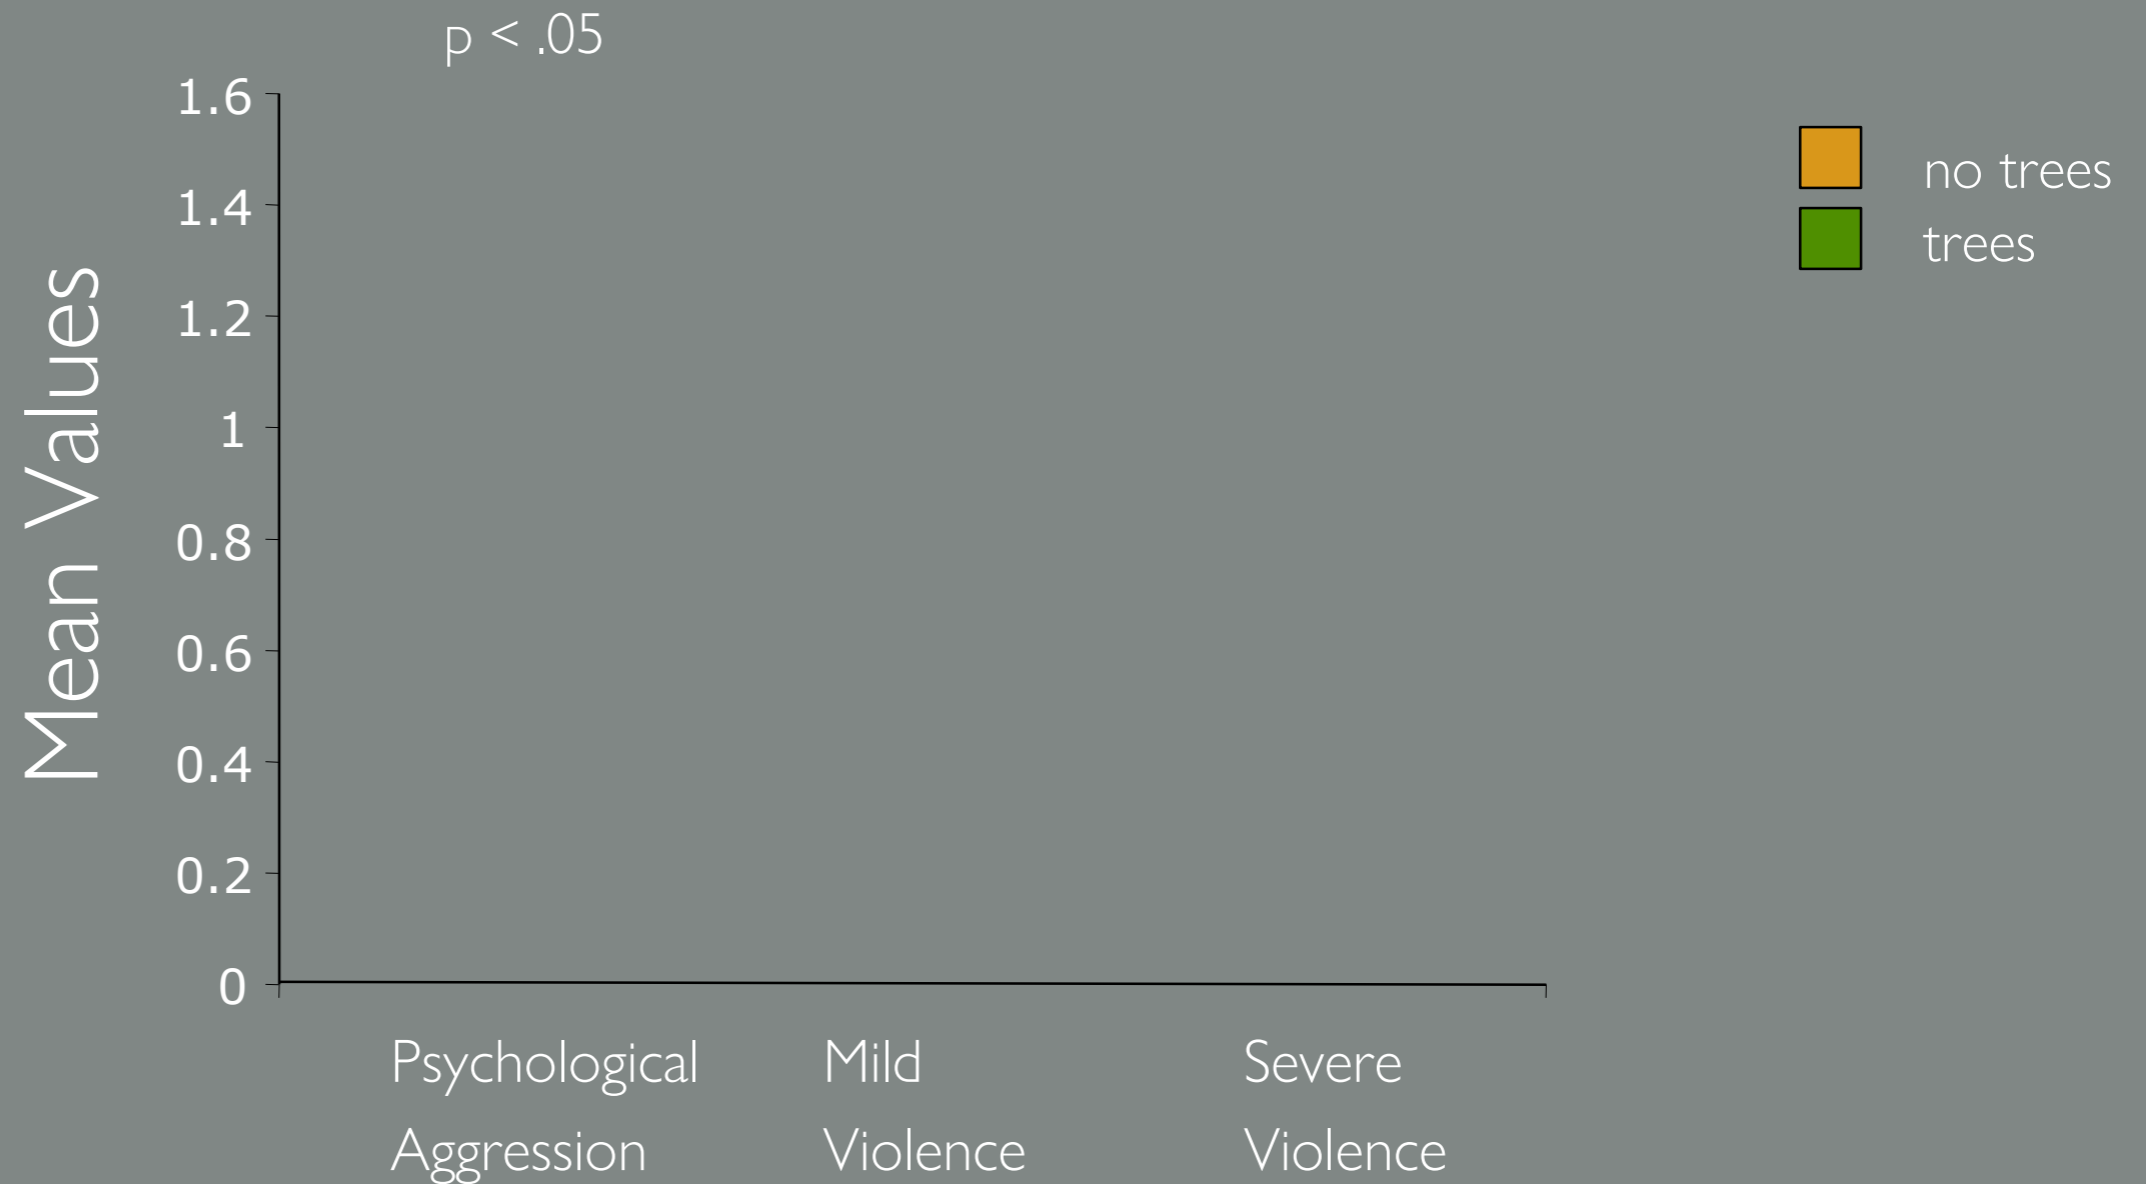 p < .05
1.6
1.4
1.2
1
0.8
0.6
0.4
0.2
0
Mean Values
no trees
trees
Psychological
Aggression
Mild
Violence
Severe
Violence